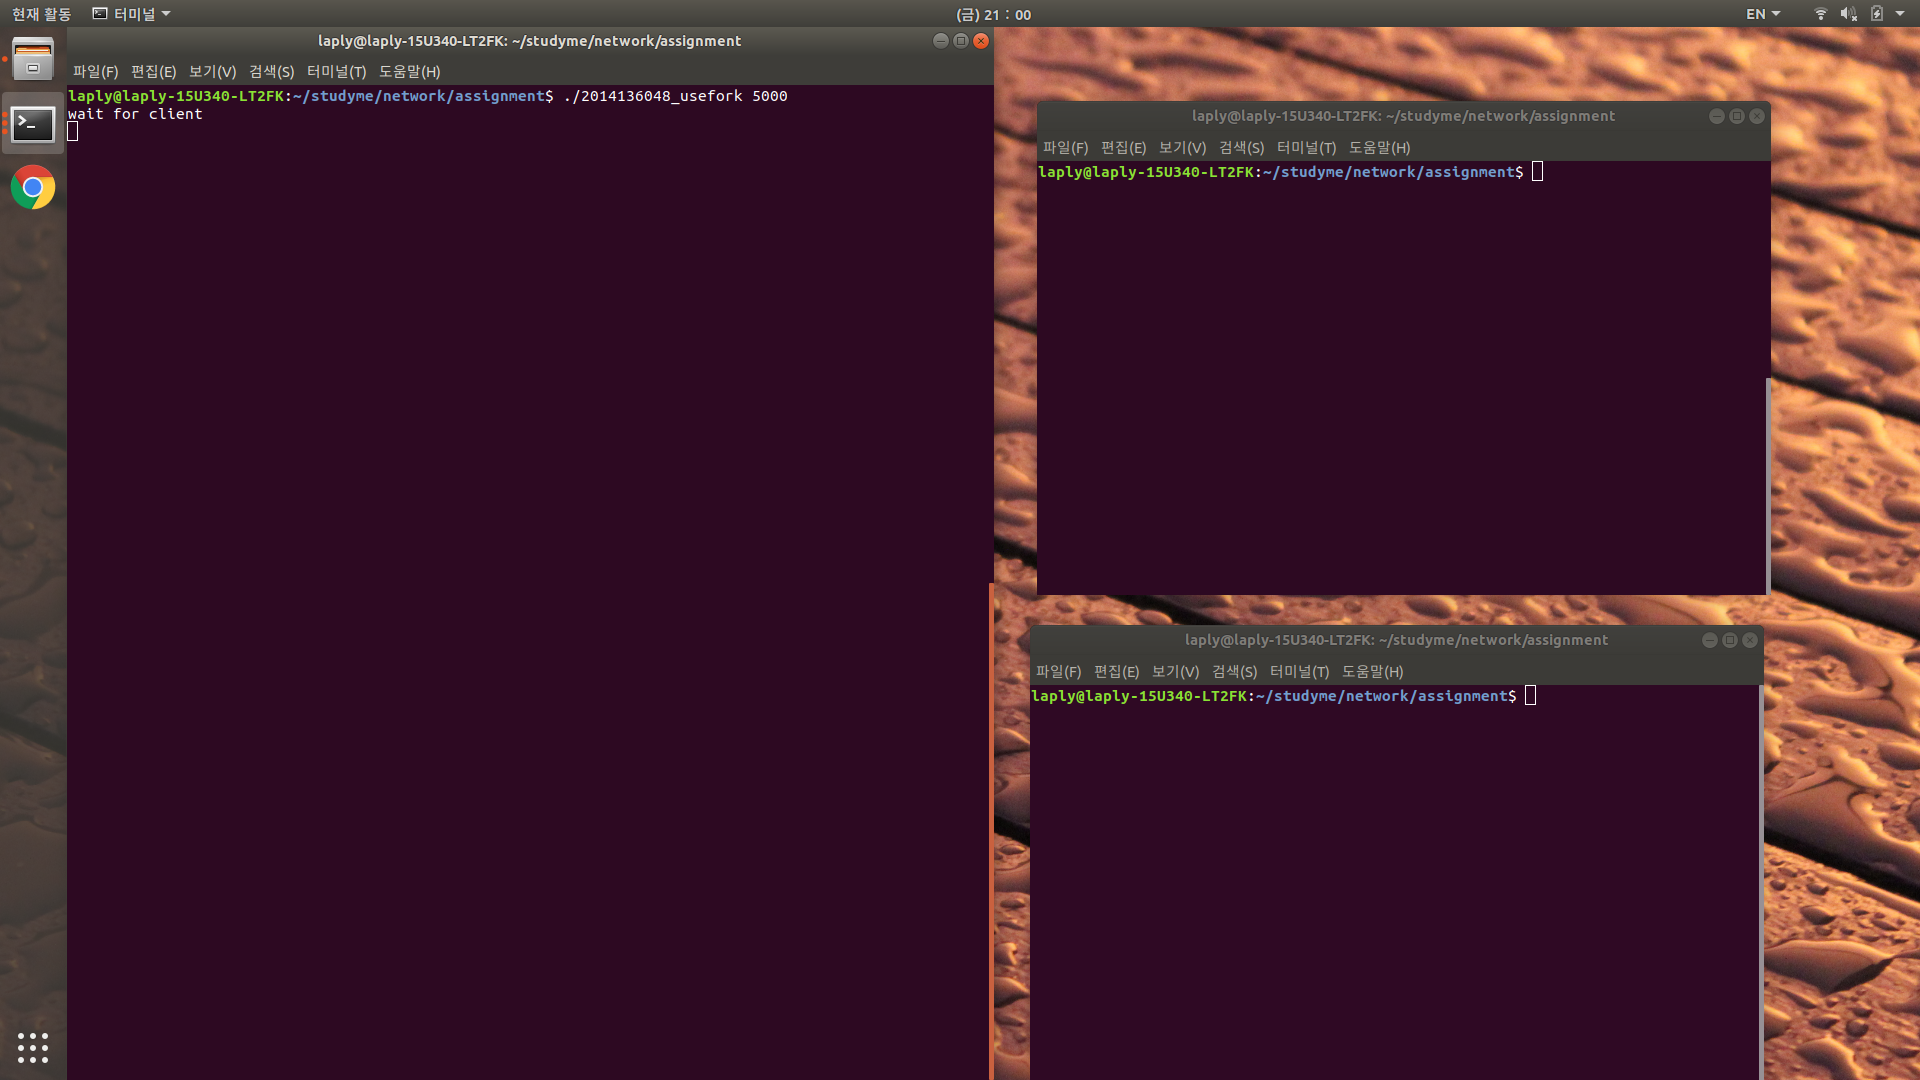 현재 활동 터미널 (금) 21 : 00 EN
laply@laply-15U340-LT2FK: ~/studyme/network/assignment
파일(F) 편집(E) 보기(V) 검색(S) 터미널(T) 도움말(H)
laply@laply-15U340-LT2FK:~/studyme/network/assignment$ ./2014136048_usefork 5000
wait for client
laply@laply-15U340-LT2FK: ~/studyme/network/assignment
파일(F) 편집(E) 보기(V) 검색(S) 터미널(T) 도움말(H)
laply@laply-15U340-LT2FK:~/studyme/network/assignment$
laply@laply-15U340-LT2FK: ~/studyme/network/assignment
파일(F) 편집(E) 보기(V) 검색(S) 터미널(T) 도움말(H)
laply@laply-15U340-LT2FK:~/studyme/network/assignment$